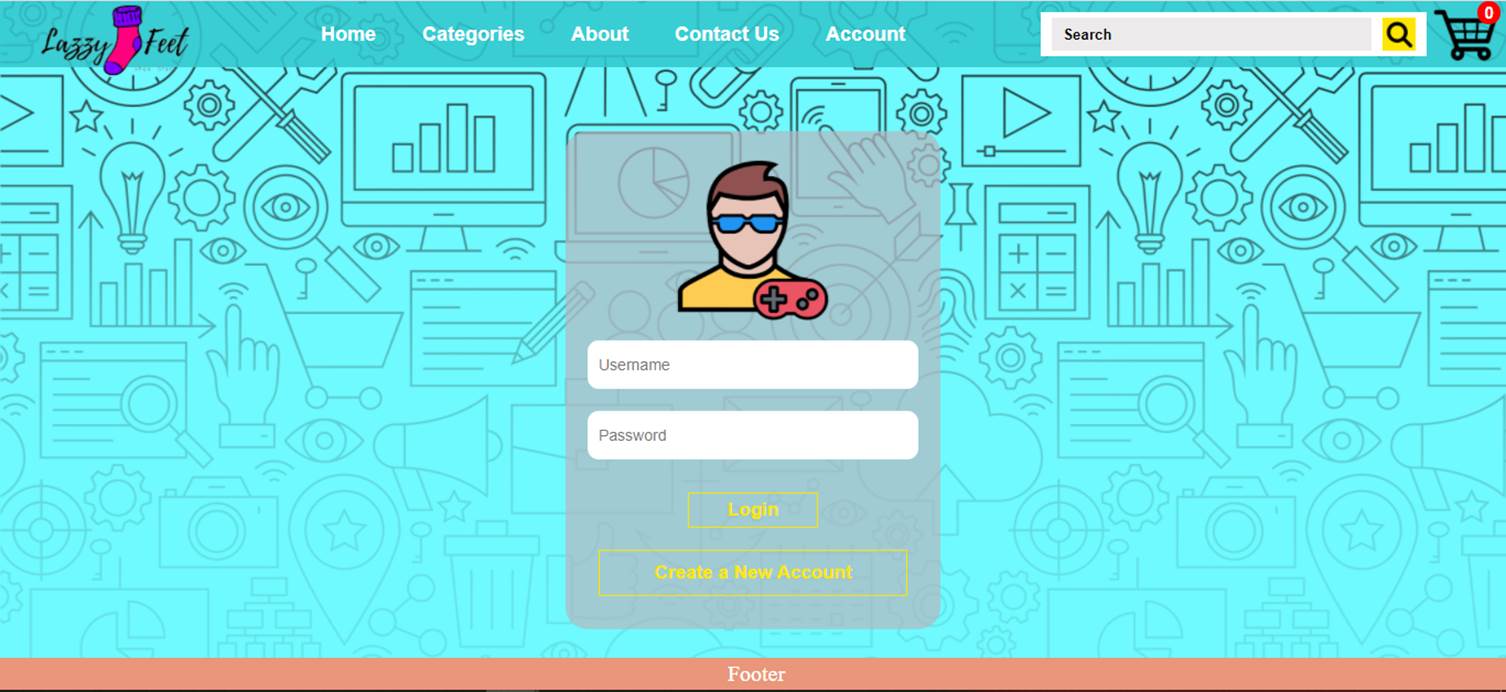 Lazzy Feet
Home Categories About Contact Us Account
Search
0
Username
Password
Login
Create a New Account
Footer